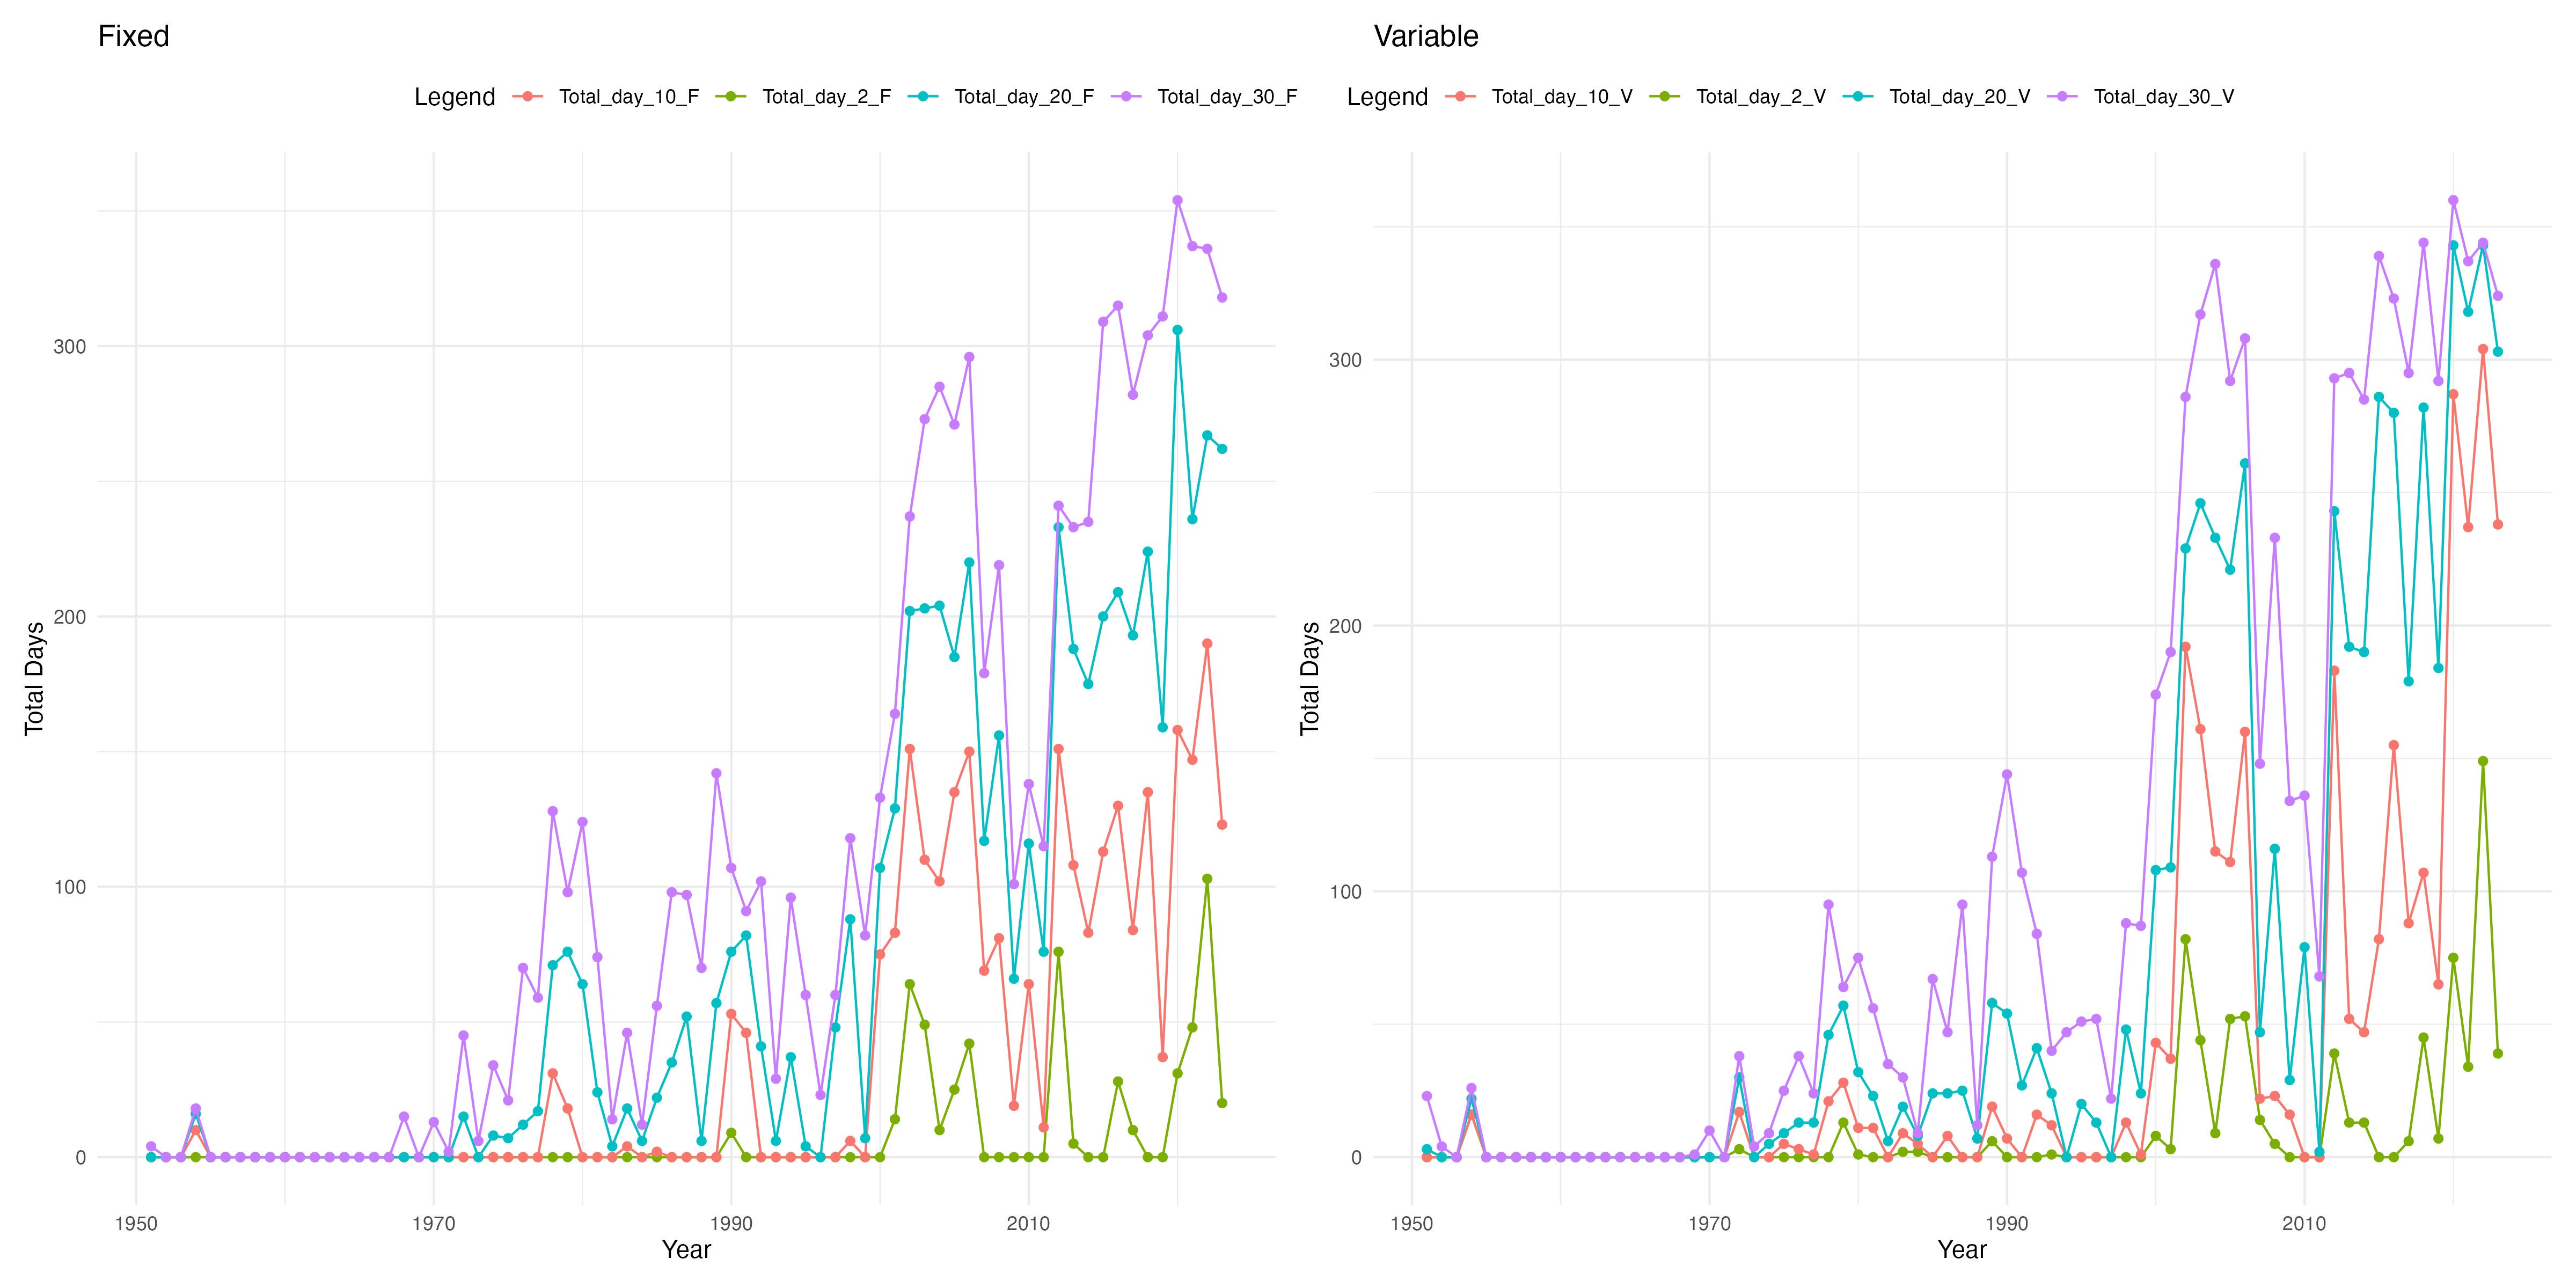 Fixed
Legend Total_day_10_F Total_day_2_F Total_day_20_F Total_day_30_F
Total Days
300
200
100
0
1950 1970 1990 2010
Year
Variable
Legend Total_day_10_V Total_day_2_V Total_day_20_V Total_day_30_V
Total Days
300
200
100
0
1950 1970 1990 2010
Year